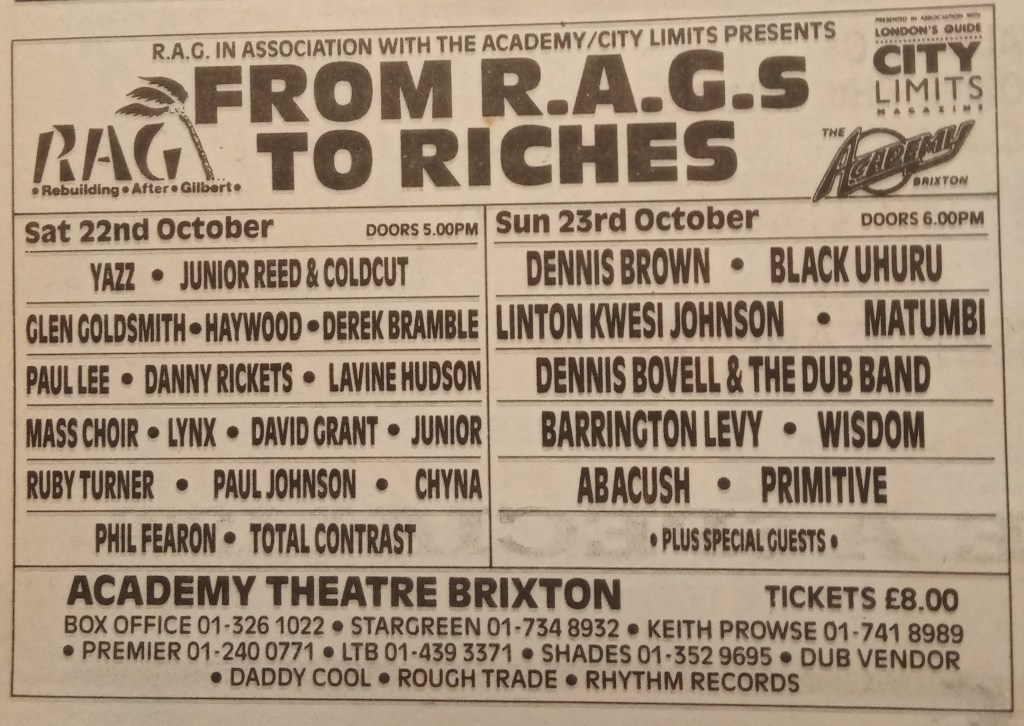 R.A.G. IN ASSOCIATION WITH THE ACADEMY/CITY LIMITS PRESENTS
FROM R.A.G.s
TO RICHES
RAG
• Rebuilding • After • Gilbert •
PRESENTED IN ASSOCIATION WITH
LONDON'S GUIDE
CITY
LIMITS
MAGAZINE
THE
ACADEMY
BRIXTON
Sat 22nd October DOORS 5.00PM
YAZZ • JUNIOR REED & COLDCUT
GLEN GOLDSMITH • HAYWOOD • DEREK BRAMBLE
PAUL LEE • DANNY RICKETS • LAVINE HUDSON
MASS CHOIR • LYNX • DAVID GRANT • JUNIOR
RUBY TURNER • PAUL JOHNSON • CHYNA
PHIL FEARON • TOTAL CONTRAST
Sun 23rd October DOORS 6.00PM
DENNIS BROWN • BLACK UHURU
LINTON KWESI JOHNSON • MATUMBI
DENNIS BOVELL & THE DUB BAND
BARRINGTON LEVY • WISDOM
ABACUSH • PRIMITIVE
• PLUS SPECIAL GUESTS •
ACADEMY THEATRE BRIXTON TICKETS £8.00
BOX OFFICE 01-326 1022 • STARGREEN 01-734 8932 • KEITH PROWSE 01-741 8989
• PREMIER 01-240 0771 • LTB 01-439 3371 • SHADES 01-352 9695 • DUB VENDOR
• DADDY COOL • ROUGH TRADE • RHYTHM RECORDS